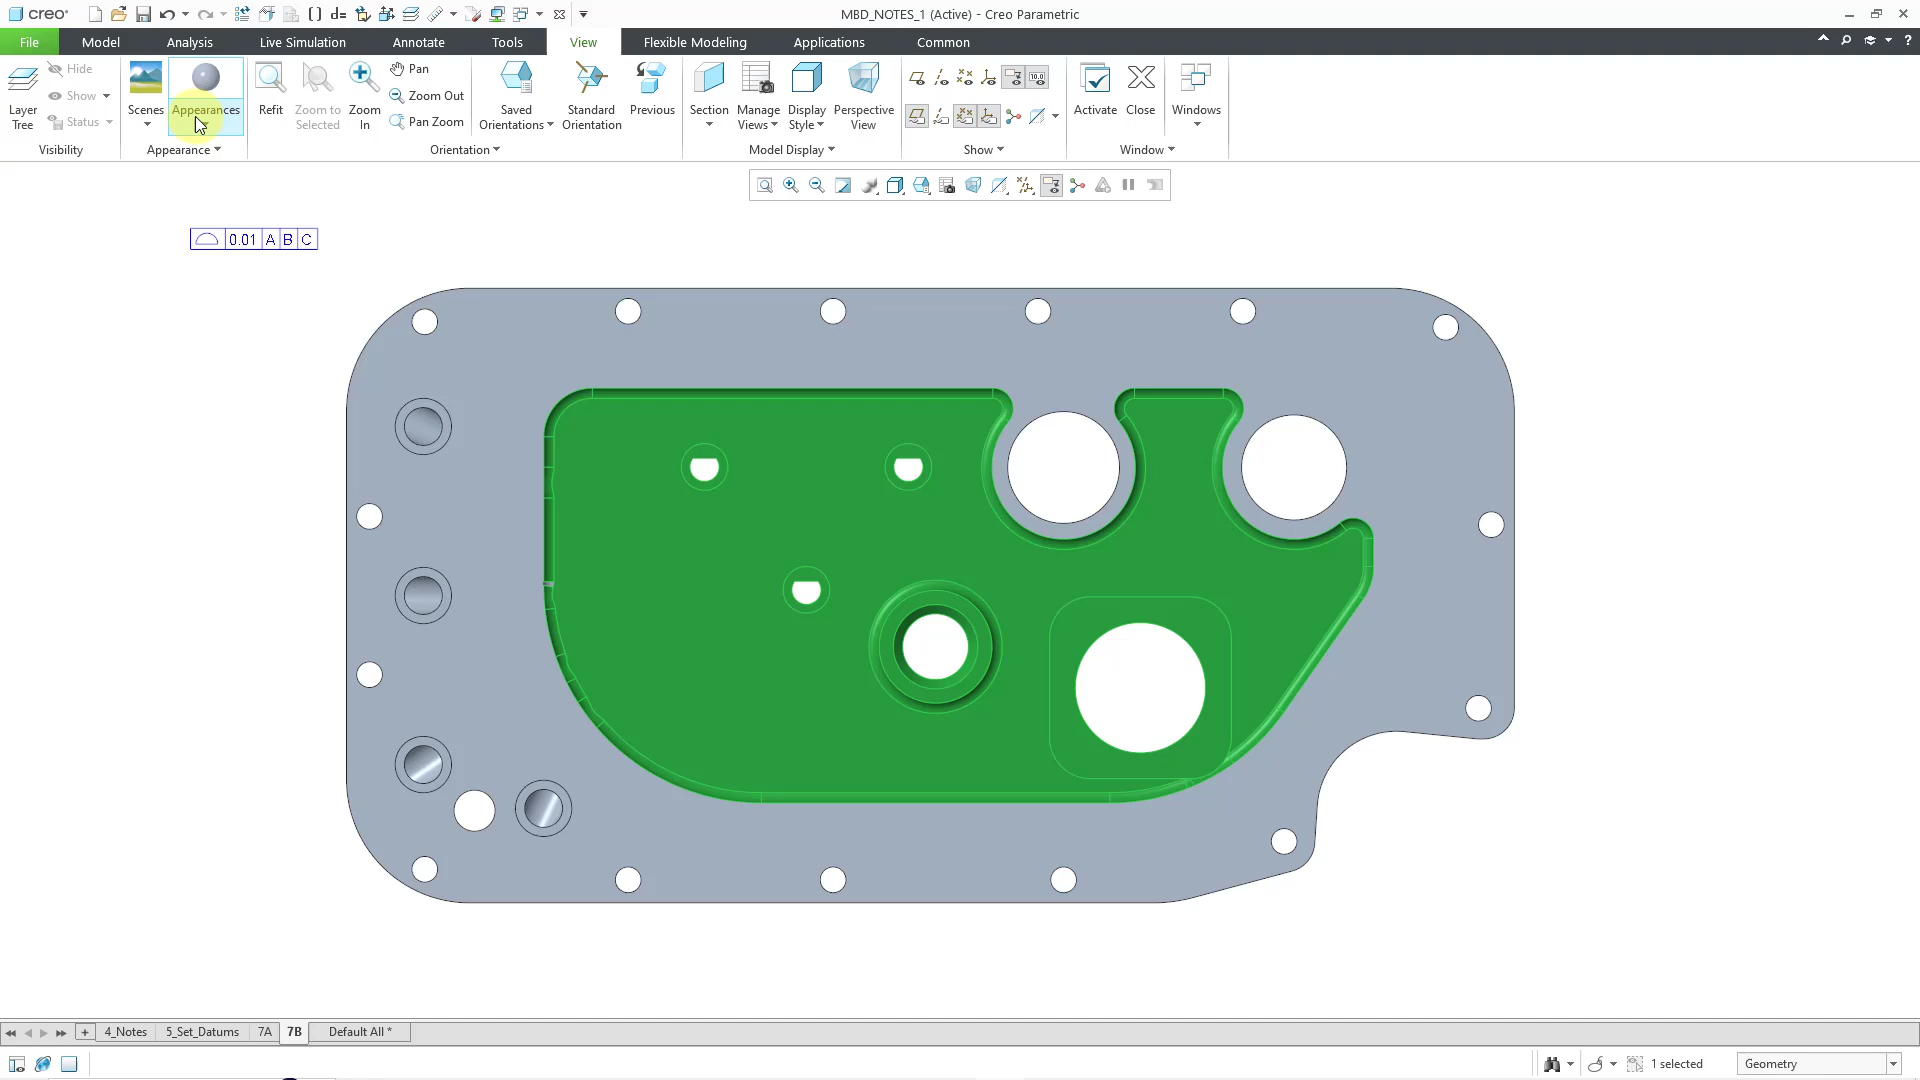 creo
d=
MBD_NOTES_1 (Active) - Creo Parametric
File
Model
Analysis
Live Simulation
Annotate
Tools
View
Flexible Modeling
Applications
Common
?
Layer
Tree
Hide
Show
Status
Visibility
Scenes
Appearances
Appearance
Refit
Zoom to
Selected
Zoom
In
Pan
Zoom Out
Pan Zoom
Saved
Orientations
Standard
Orientation
Previous
Orientation
Section
Manage
Views
Display
Style
Perspective
View
Model Display
10.0
Show
Activate
Close
Windows
Window
0.01 A B C
4_Notes
5_Set_Datums
7A
7B
Default All *
1 selected
Geometry